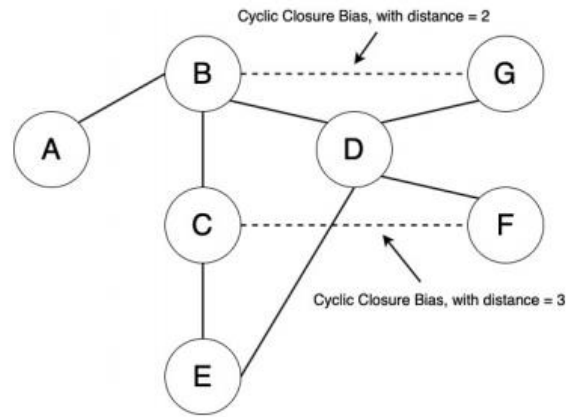 Cyclic Closure Bias, with distance = 2
B
G
A
D
C
F
Cyclic Closure Bias, with distance = 3
E